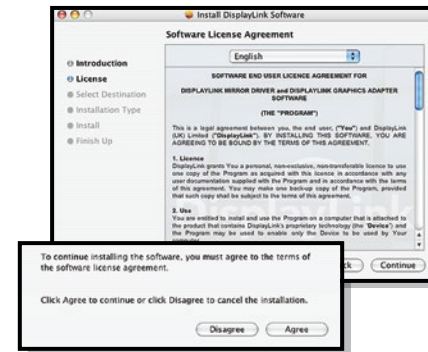 Install DisplayLink Software
Software License Agreement
Introduction
License
Select Destination
Installation Type
Install
Finish Up
English
SOFTWARE END USER LICENCE AGREEMENT FOR
DISPLAYLINK MIRROR DRIVER and DISPLAYLINK GRAPHICS ADAPTER
SOFTWARE
(THE "PROGRAM")
This is a legal agreement between you, the end user, ("You") and DisplayLink
(UK) Limited ("DisplayLink"). BY INSTALLING THIS SOFTWARE, YOU ARE
AGREEING TO BE BOUND BY THE TERMS OF THIS AGREEMENT.
1. License
DisplayLink grants You a personal, non-exclusive, non-transferable licence to use
one copy of the Program as acquired with this licence in accordance with any
user documentation supplied with the Program and in accordance with the terms
of this agreement. You may make one back-up copy of the Program, provided
that such copy shall be subject to the terms of this agreement.
2. Use
You are entitled to install and use the Program on a computer that is attached to
the product that contains DisplayLink's proprietary technology (the "Device") and
the Program may be used to enable only the Device to be used by Your
Continue
To continue installing the software, you must agree to the terms of
the software license agreement.
Click Agree to continue or click Disagree to cancel the installation.
Disagree
Agree